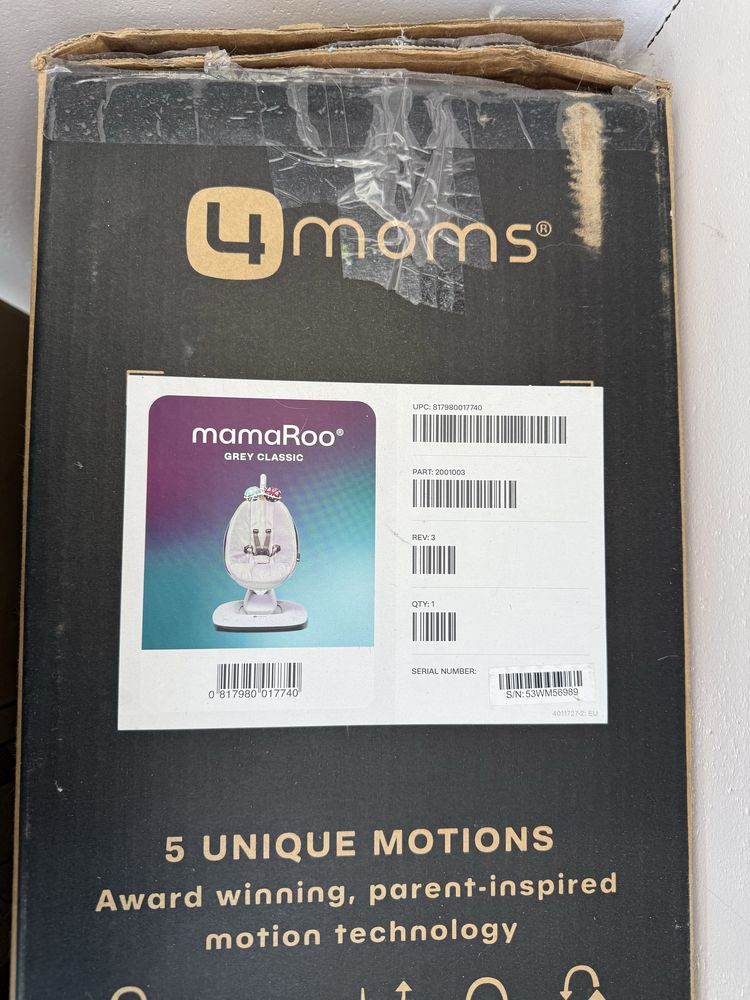 4moms®
mamaRoo®
GREY CLASSIC
0 817980 017740
UPC: 817980017740
PART: 2001003
REV: 3
QTY: 1
SERIAL NUMBER:
S/N: 53WM56989
4011727-2: EU
5 UNIQUE MOTIONS
Award winning, parent-inspired
motion technology